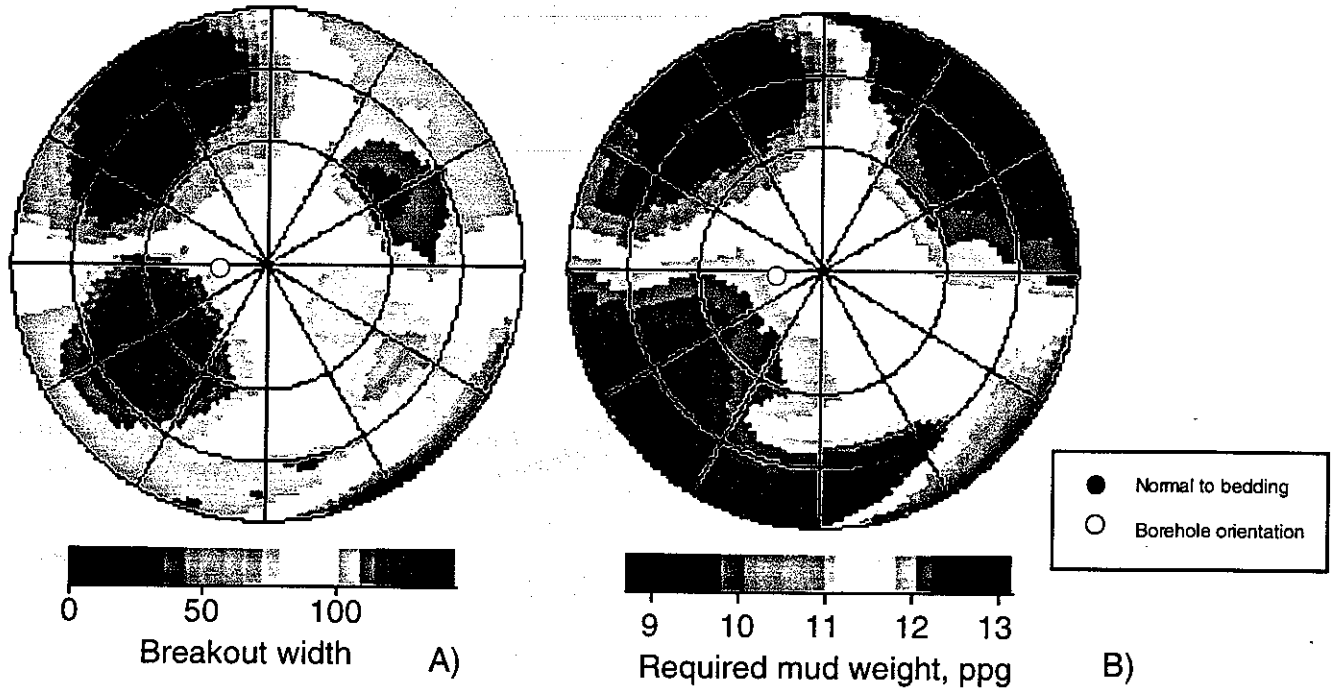 0 50 100
Breakout width A)
9 10 11 12 13
Required mud weight, ppg B)
Normal to bedding
Borehole orientation